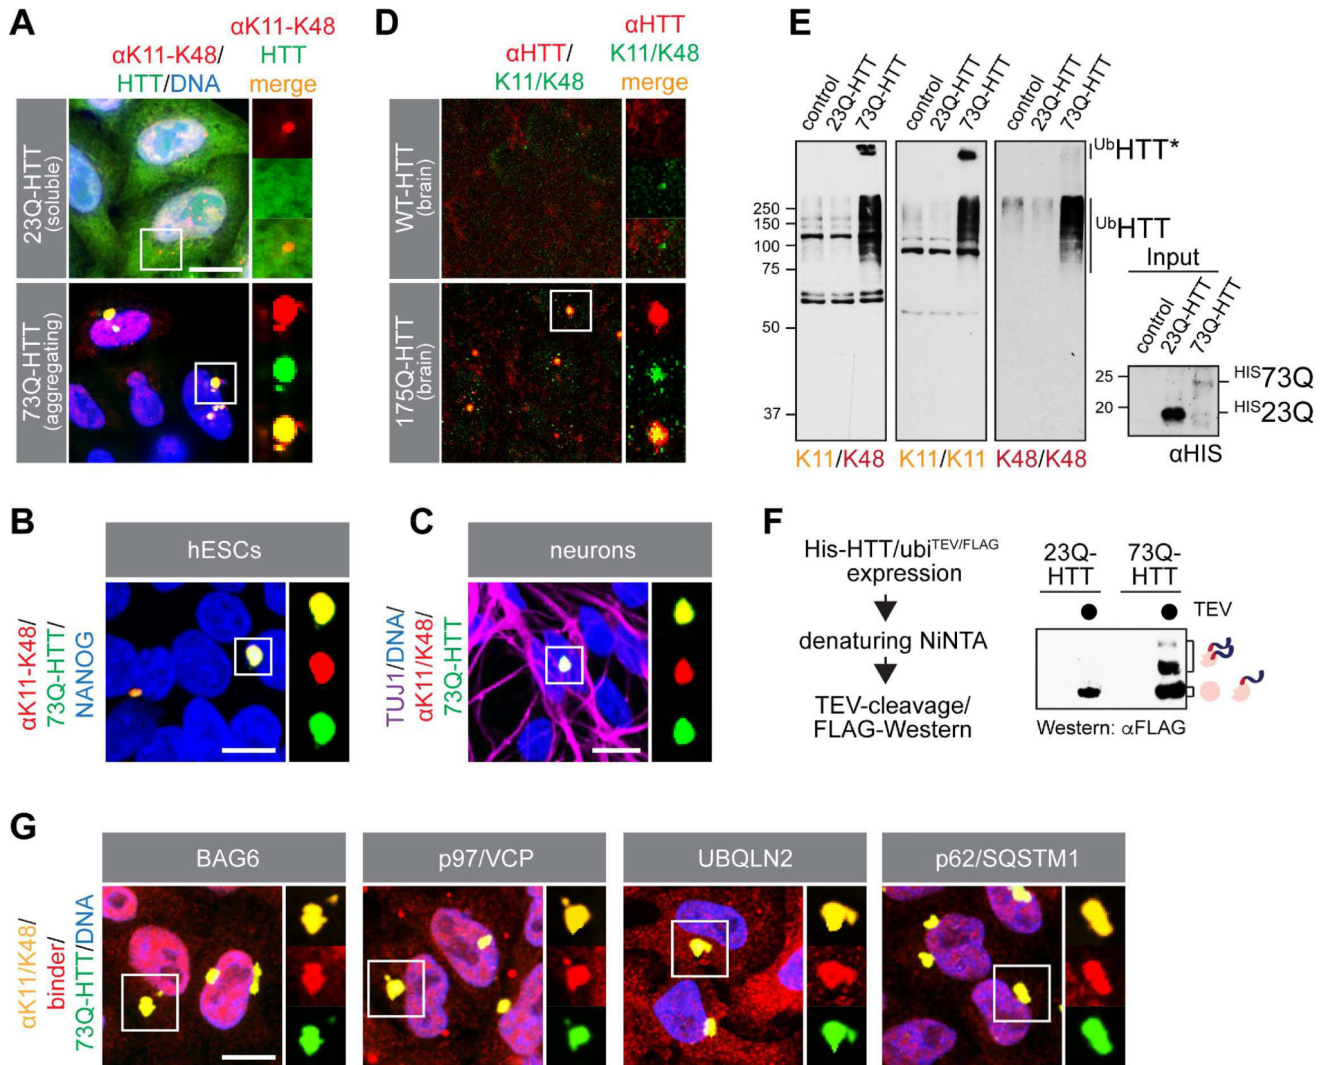 A
αK11-K48/
HTT/DNA
αK11-K48
HTT
merge
23Q-HTT
(soluble)
73Q-HTT
(aggregating)
D
αHTT/
K11/K48
αHTT
K11/K48
merge
WT-HTT
(brain)
175Q-HTT
(brain)
E
control
23Q-HTT
73Q-HTT
control
23Q-HTT
73Q-HTT
control
23Q-HTT
73Q-HTT
UbHTT*
250
150
100
75
50
37
UbHTT
K11/K48
K11/K11
K48/K48
Input
control
23Q-HTT
73Q-HTT
25
20
HIS73Q
HIS23Q
αHIS
B
hESCs
αK11-K48/
73Q-HTT/
NANOG
C
neurons
TUJ1/DNA/
αK11/K48/
73Q-HTT
F
His-HTT/ubiTEV/FLAG
expression
denaturing NiNTA
TEV-cleavage/
FLAG-Western
23Q-
HTT
73Q-
HTT
TEV
Western: αFLAG
G
αK11/K48/
binder/
73Q-HTT/DNA
BAG6
p97/VCP
UBQLN2
p62/SQSTM1